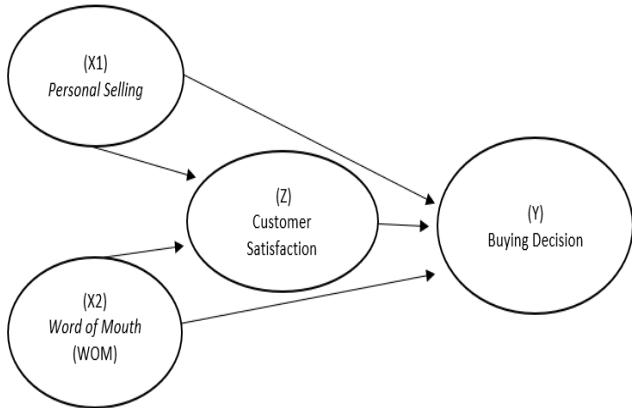 (X1)
Personal Selling
(Z)
Customer
Satisfaction
(Y)
Buying Decision
(X2)
Word of Mouth
(WOM)